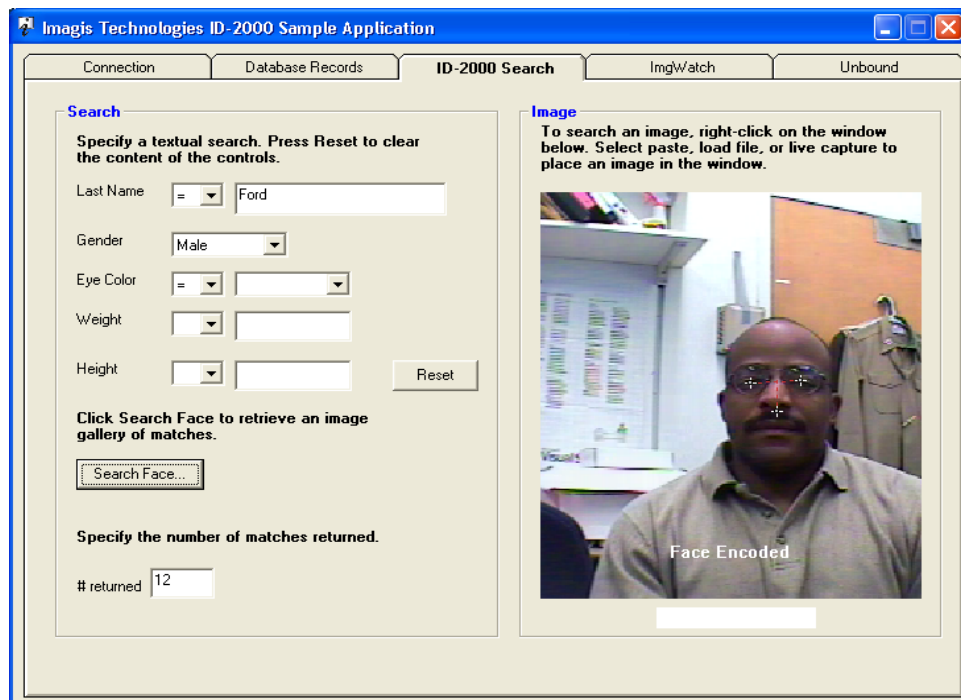 Imagis Technologies ID-2000 Sample Application
Connection
Database Records
ID-2000 Search
ImgWatch
Unbound
Search
Specify a textual search. Press Reset to clear
the content of the controls.
Last Name
=
Ford
Gender
Male
Eye Color
=
Weight
Height
Reset
Click Search Face to retrieve an image
gallery of matches.
Search Face...
Specify the number of matches returned.
# returned
12
Image
To search an image, right-click on the window
below. Select paste, load file, or live capture to
place an image in the window.
Face Encoded